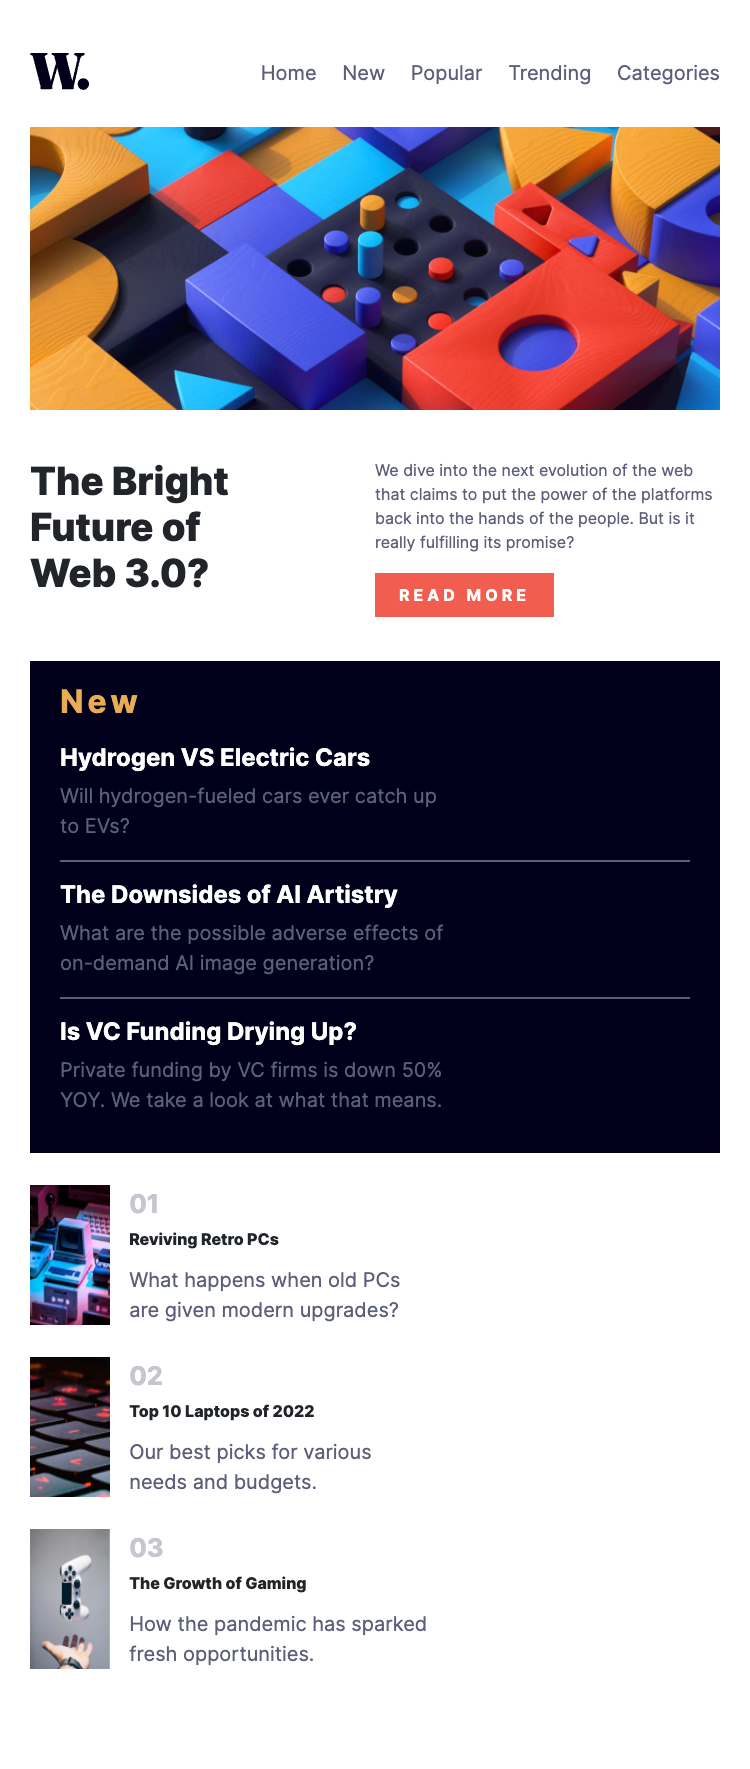 W.
Home New Popular Trending Categories
The Bright
Future of
Web 3.0?
We dive into the next evolution of the web
that claims to put the power of the platforms
back into the hands of the people. But is it
really fulfilling its promise?
READ MORE
New
Hydrogen VS Electric Cars
Will hydrogen-fueled cars ever catch up
to EVs?
The Downsides of AI Artistry
What are the possible adverse effects of
on-demand AI image generation?
Is VC Funding Drying Up?
Private funding by VC firms is down 50%
YOY. We take a look at what that means.
01
Reviving Retro PCs
What happens when old PCs
are given modern upgrades?
02
Top 10 Laptops of 2022
Our best picks for various
needs and budgets.
03
The Growth of Gaming
How the pandemic has sparked
fresh opportunities.